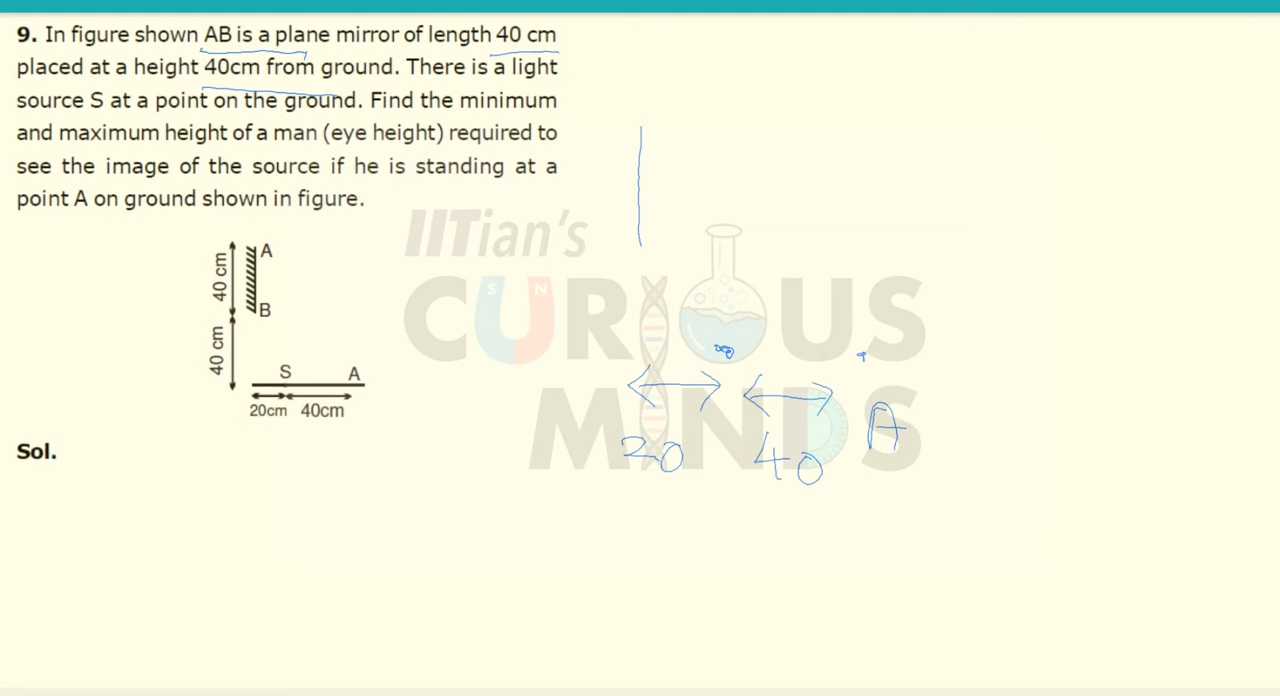 9. In figure shown AB is a plane mirror of length 40 cm
placed at a height 40cm from ground. There is a light
source S at a point on the ground. Find the minimum
and maximum height of a man (eye height) required to
see the image of the source if he is standing at a
point A on ground shown in figure.
IITian's
CURIOUS
MINDS
S N
40 cm
A
B
40 cm
S A
20cm 40cm
20 40 A
Sol.